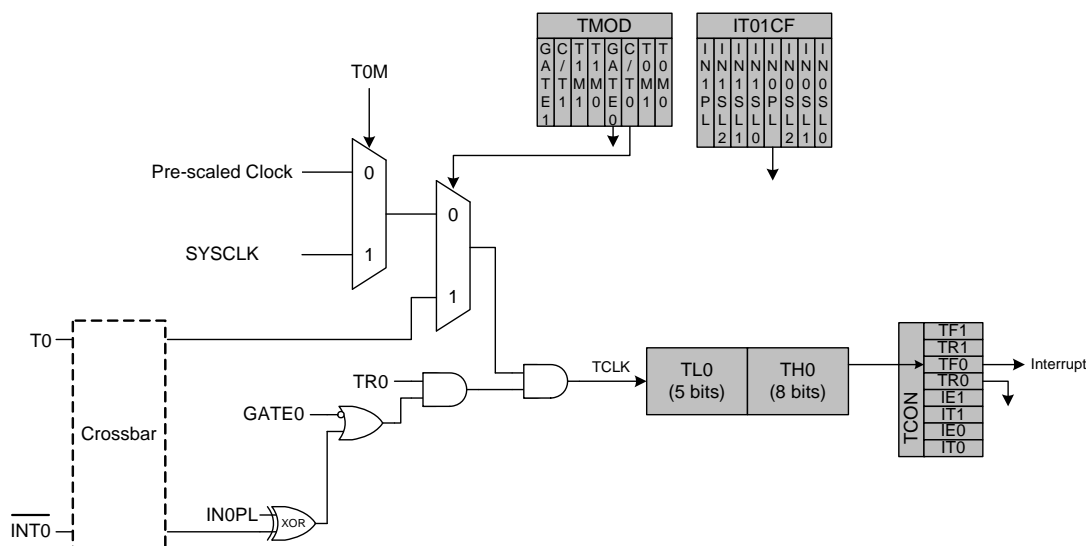 TMOD
GATE1
C/T1
T1M1
T1M0
GATE0
C/T0
T0M1
T0M0
IT01CF
IN1PL
IN1SL2
IN1SL1
IN1SL0
IN0PL
IN0SL2
IN0SL1
IN0SL0
T0M
Pre-scaled Clock
0
SYSCLK
1
0
1
T0
Crossbar
INT0
TR0
GATE0
IN0PL
XOR
TCLK
TL0
(5 bits)
TH0
(8 bits)
TCON
TF1
TR1
TF0
TR0
IE1
IT1
IE0
IT0
Interrupt